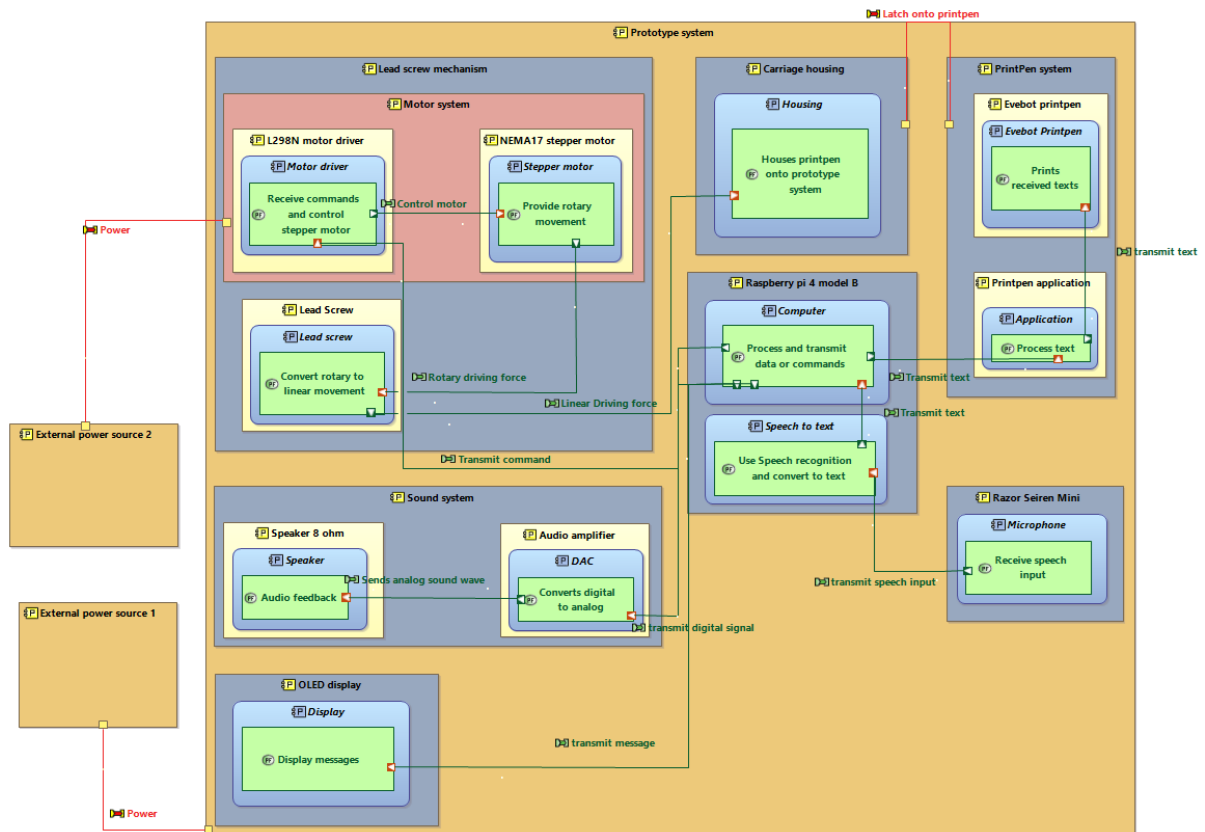 Latch onto printpen
Prototype system
Lead screw mechanism
Motor system
L298N motor driver
Motor driver
Receive commands
and control
stepper motor
Control motor
NEMA17 stepper motor
Stepper motor
Provide rotary
movement
Lead Screw
Lead screw
Convert rotary to
linear movement
Rotary driving force
Linear Driving force
Transmit command
Carriage housing
Housing
Houses printpen
onto prototype
system
PrintPen system
Evebot printpen
Evebot Printpen
Prints
received texts
transmit text
Printpen application
Application
Process text
Raspberry pi 4 model B
Computer
Process and transmit
data or commands
Transmit text
Transmit text
Speech to text
Use Speech recognition
and convert to text
Razor Seiren Mini
Microphone
Receive speech
input
transmit speech input
Power
External power source 2
External power source 1
Power
Sound system
Speaker 8 ohm
Speaker
Audio feedback
Sends analog sound wave
Audio amplifier
DAC
Converts digital
to analog
transmit digital signal
OLED display
Display
Display messages
transmit message